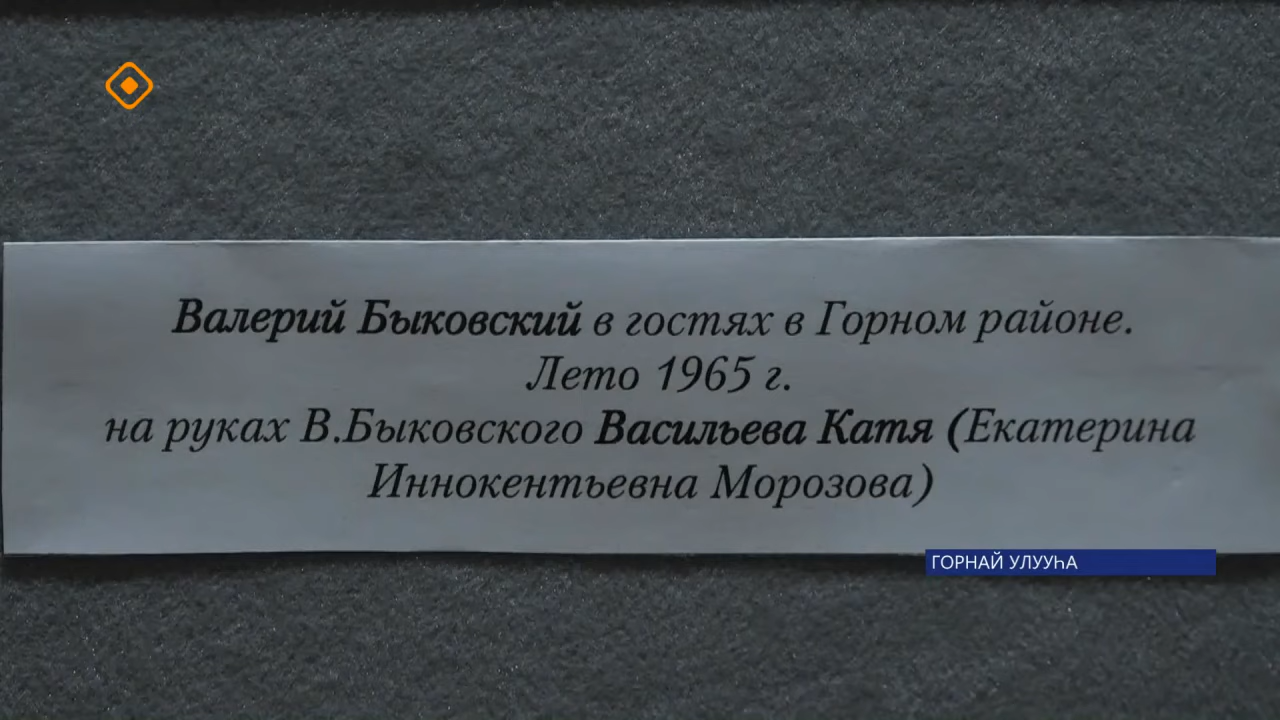 Валерий Быковский в гостях в Горном районе.
Лето 1965 г.
на руках В.Быковского Васильева Катя (Екатерина
Иннокентьевна Морозова)
ГОРНАЙ УЛУУҺА